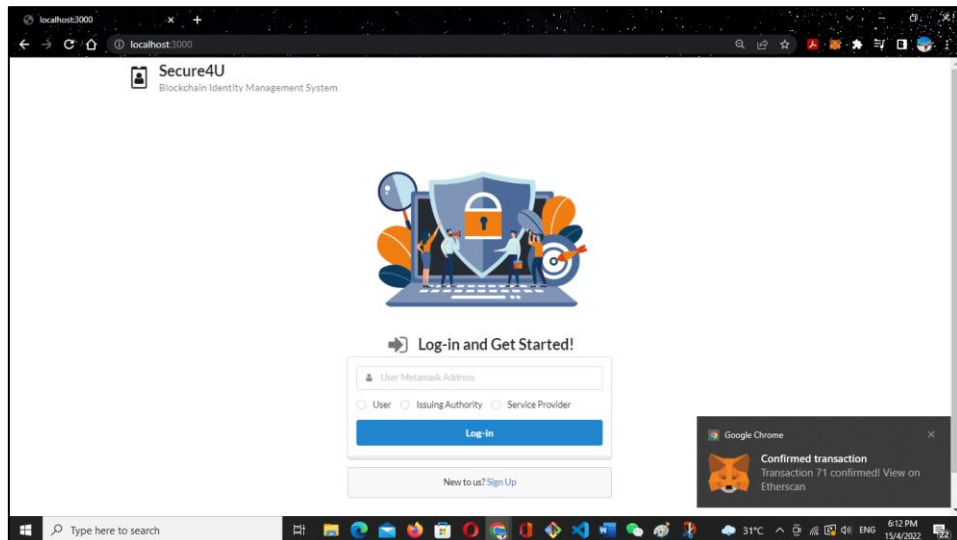 localhost:3000
localhost:3000
Secure4U
Blockchain Identity Management System
Log-in and Get Started!
User Metamask Address
User Issuing Authority Service Provider
Log-in
New to us? Sign Up
Google Chrome
Confirmed transaction
Transaction 71 confirmed! View on
Etherscan
Type here to search
31°C
ENG
6:12 PM
15/4/2022
22